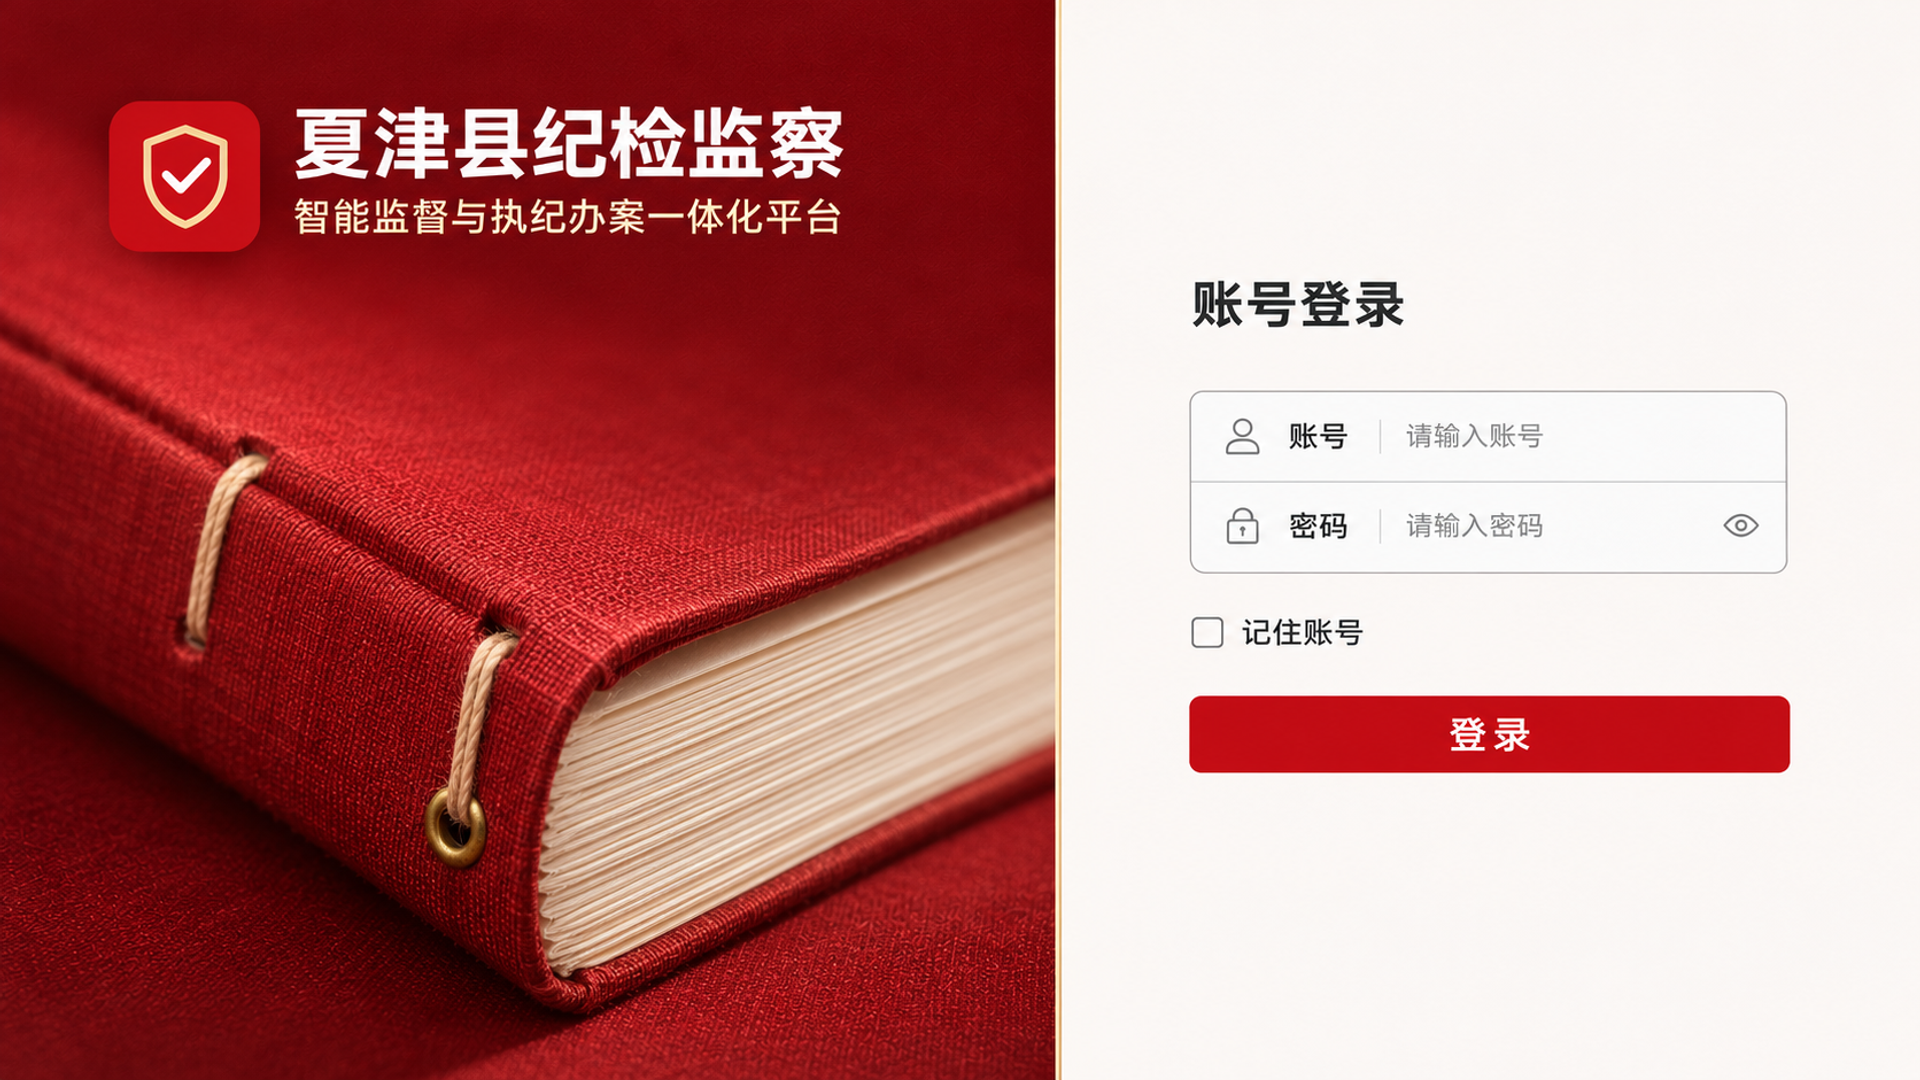 夏津县纪检监察
智能监督与执纪办案一体化平台
账号登录
账号 请输入账号
密码 请输入密码
记住账号
登录